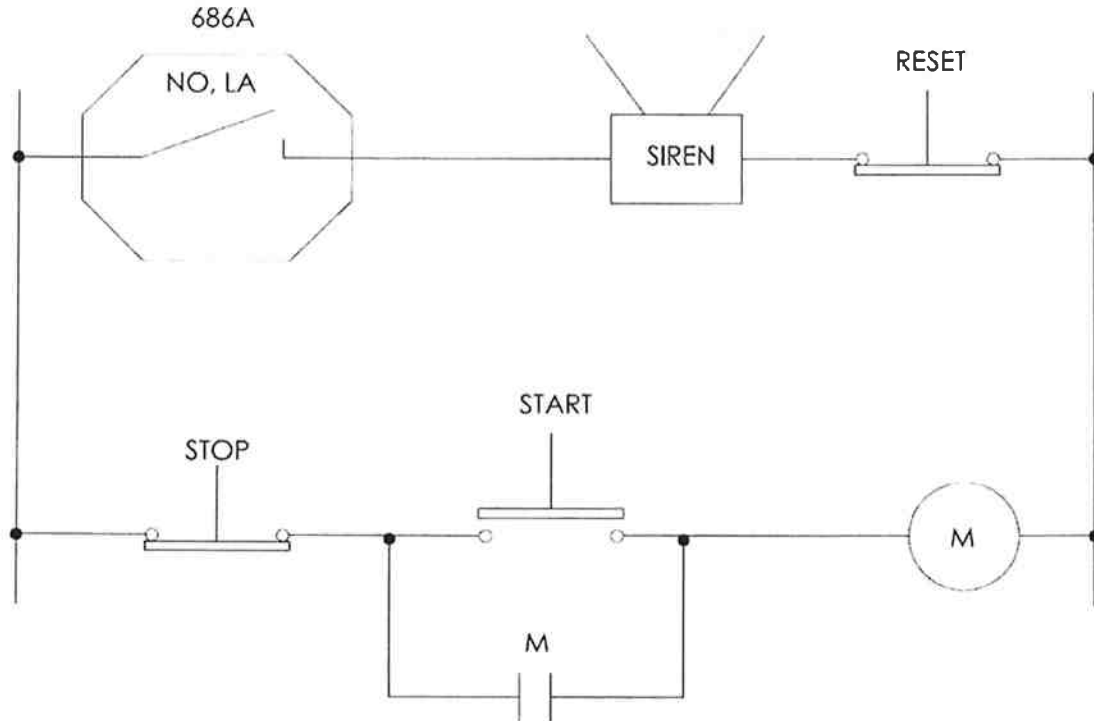 686A
NO, LA
SIREN
RESET
STOP
START
M
M